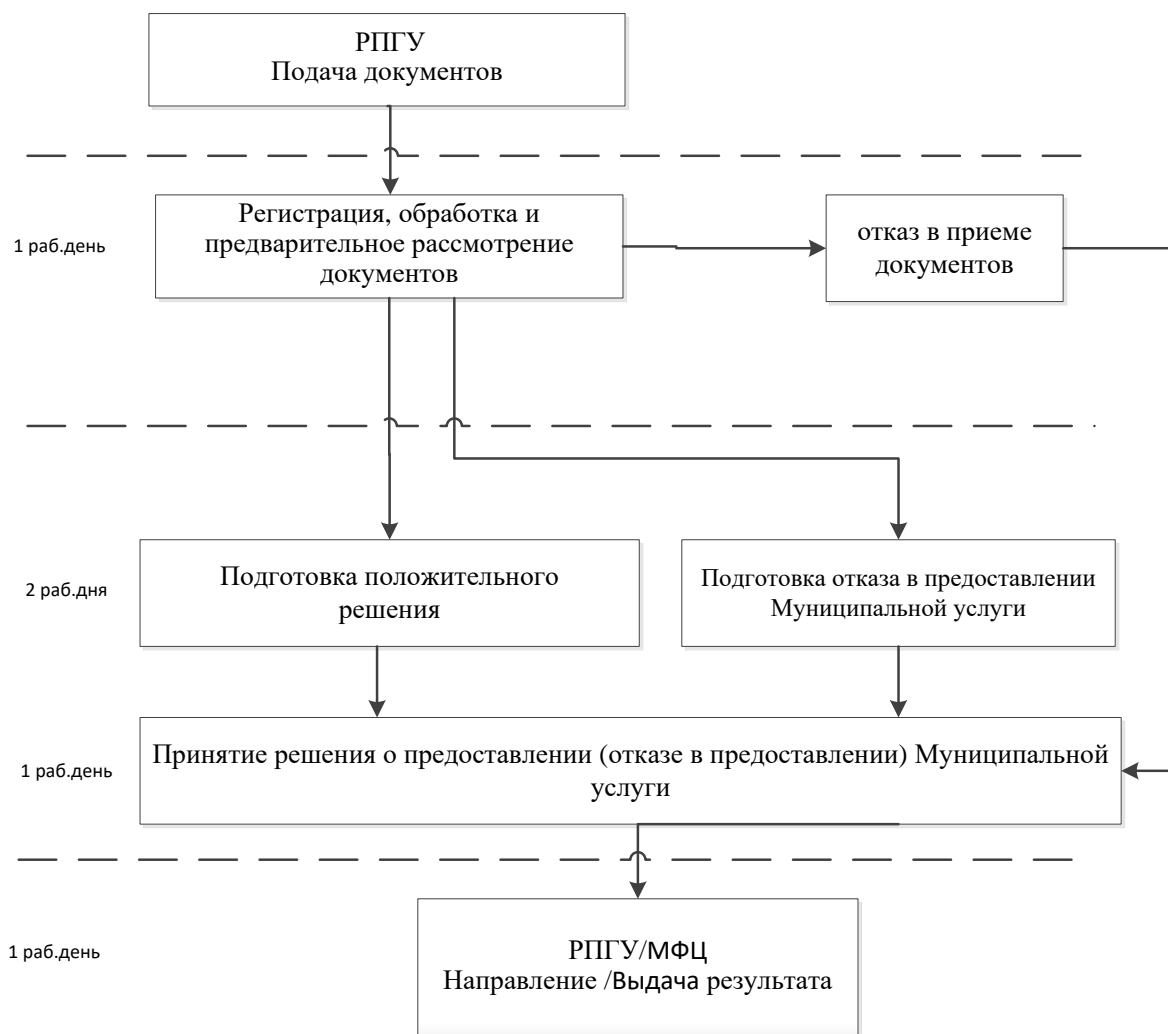 РПГУ
Подача документов
1 раб.день
Регистрация, обработка и
предварительное рассмотрение
документов
отказ в приеме
документов
2 раб.дня
Подготовка положительного
решения
Подготовка отказа в предоставлении
Муниципальной услуги
1 раб.день
Принятие решения о предоставлении (отказе в предоставлении) Муниципальной
услуги
1 раб.день
РПГУ/МФЦ
Направление /Выдача результата